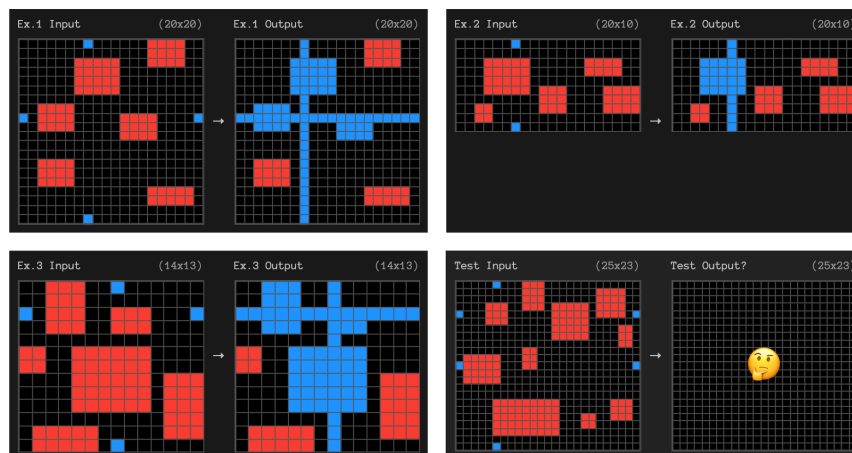 Ex.1 Input (20x20)
Ex.1 Output (20x20)
→
Ex.2 Input (20x10)
Ex.2 Output (20x10)
→
Ex.3 Input (14x13)
Ex.3 Output (14x13)
→
Test Input (25x23)
Test Output? (25x23)
→